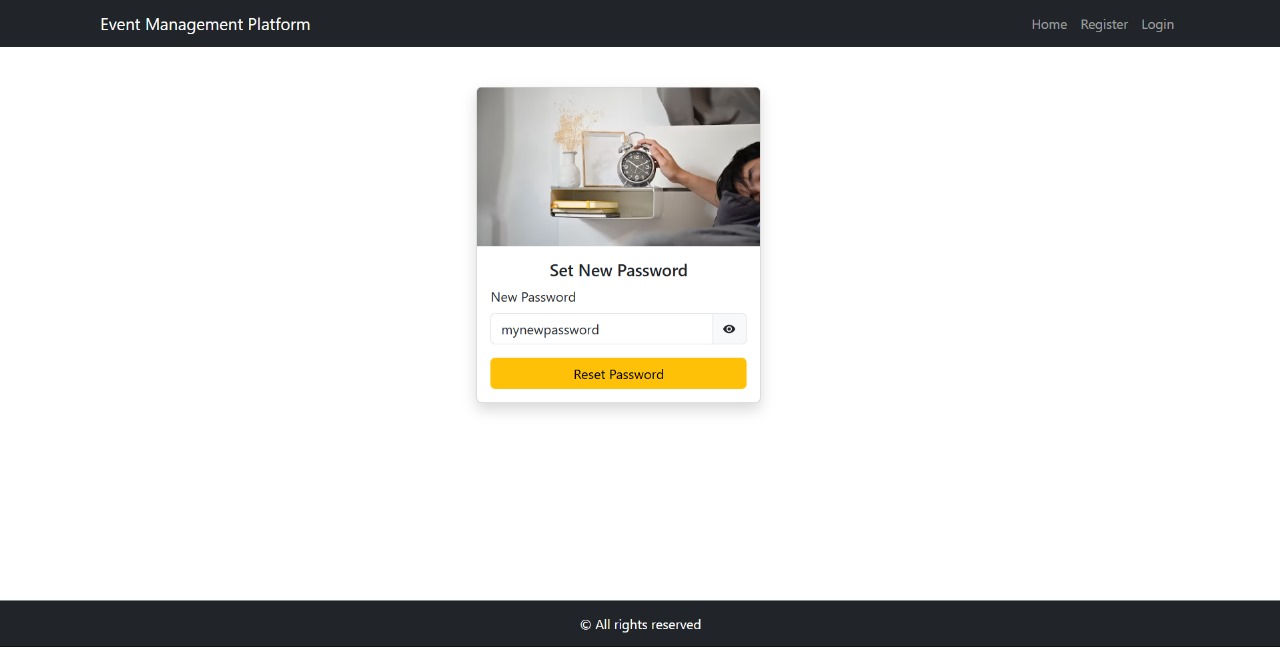 Event Management Platform
Home Register Login
Set New Password
New Password
mynewpassword
Reset Password
© All rights reserved